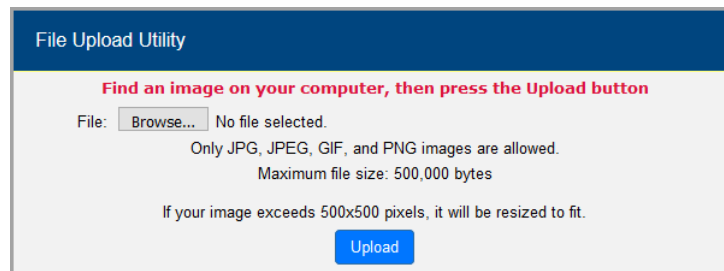 File Upload Utility
Find an image on your computer, then press the Upload button
File: Browse... No file selected.
Only JPG, JPEG, GIF, and PNG images are allowed.
Maximum file size: 500,000 bytes
If your image exceeds 500x500 pixels, it will be resized to fit.
Upload